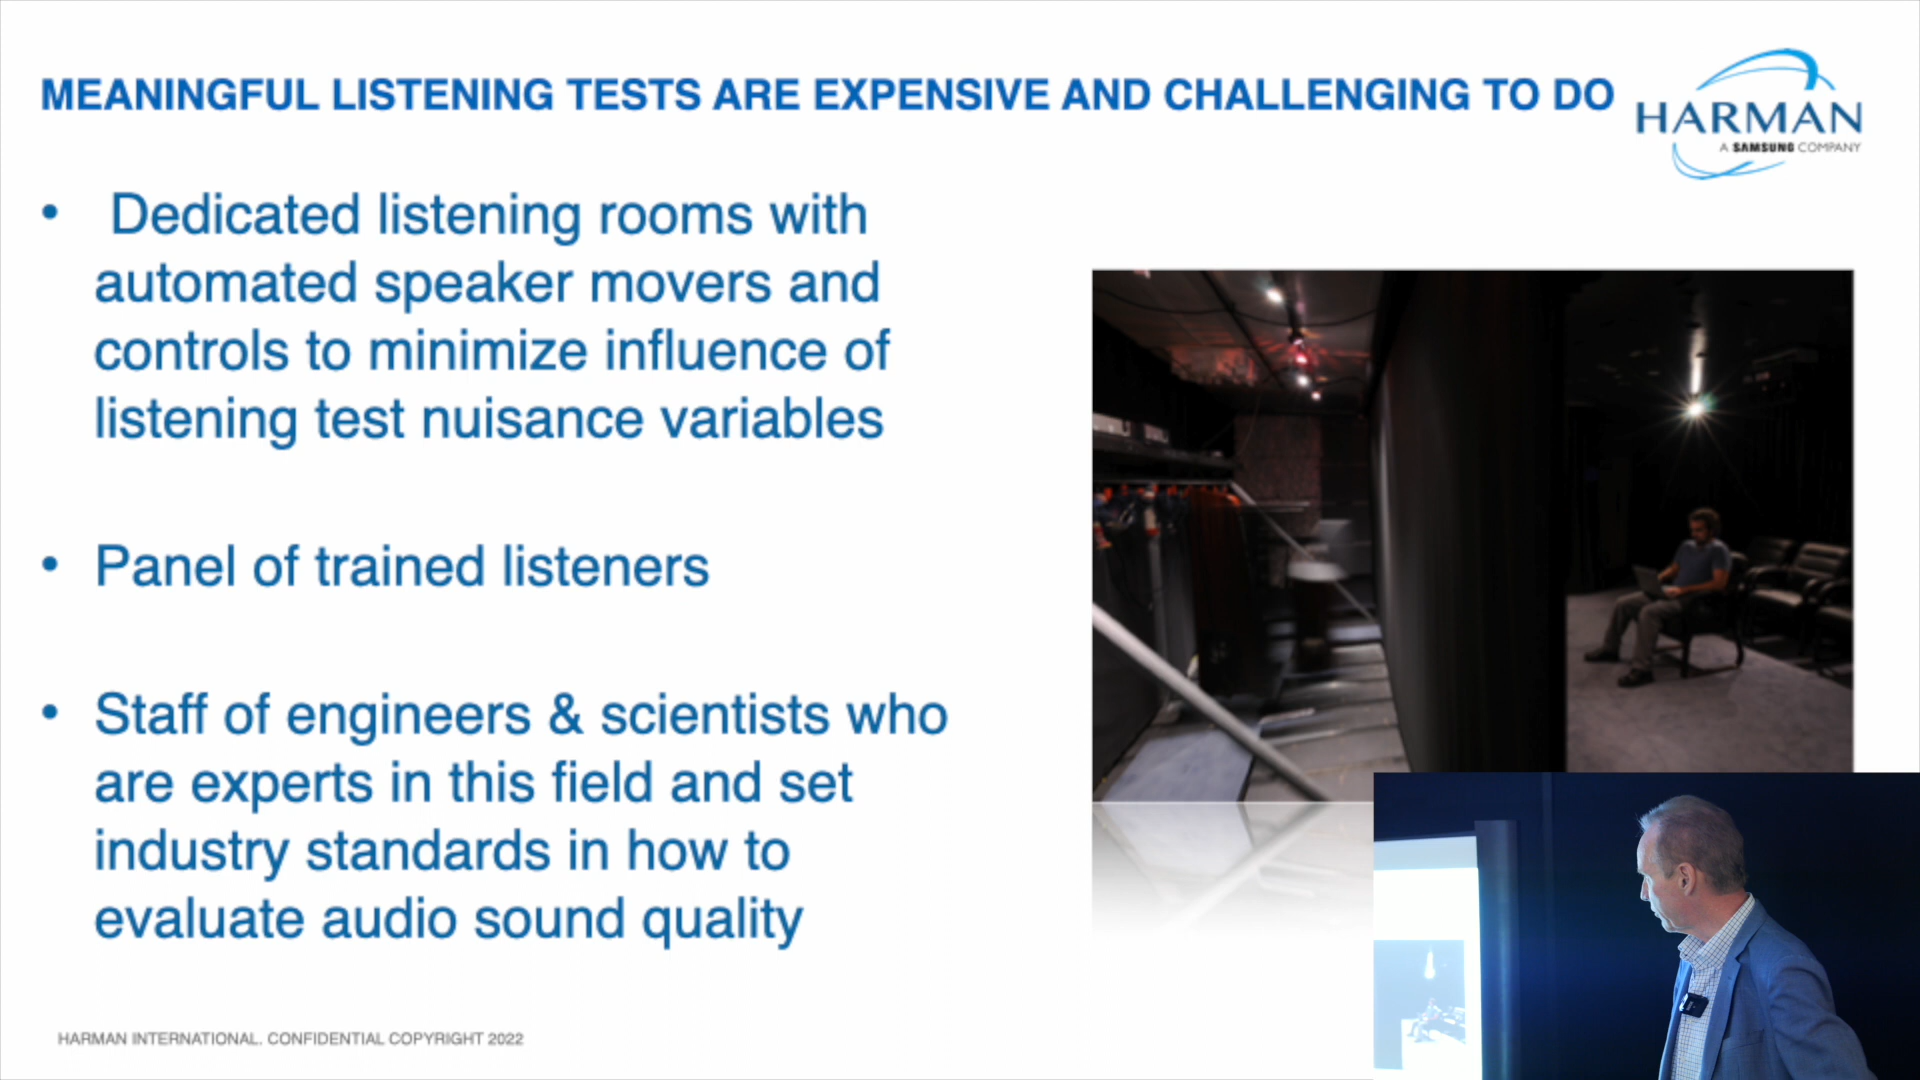 MEANINGFUL LISTENING TESTS ARE EXPENSIVE AND CHALLENGING TO DO
HARMAN
A SAMSUNG COMPANY
• Dedicated listening rooms with
automated speaker movers and
controls to minimize influence of
listening test nuisance variables
• Panel of trained listeners
• Staff of engineers & scientists who
are experts in this field and set
industry standards in how to
evaluate audio sound quality
HARMAN INTERNATIONAL. CONFIDENTIAL COPYRIGHT 2022